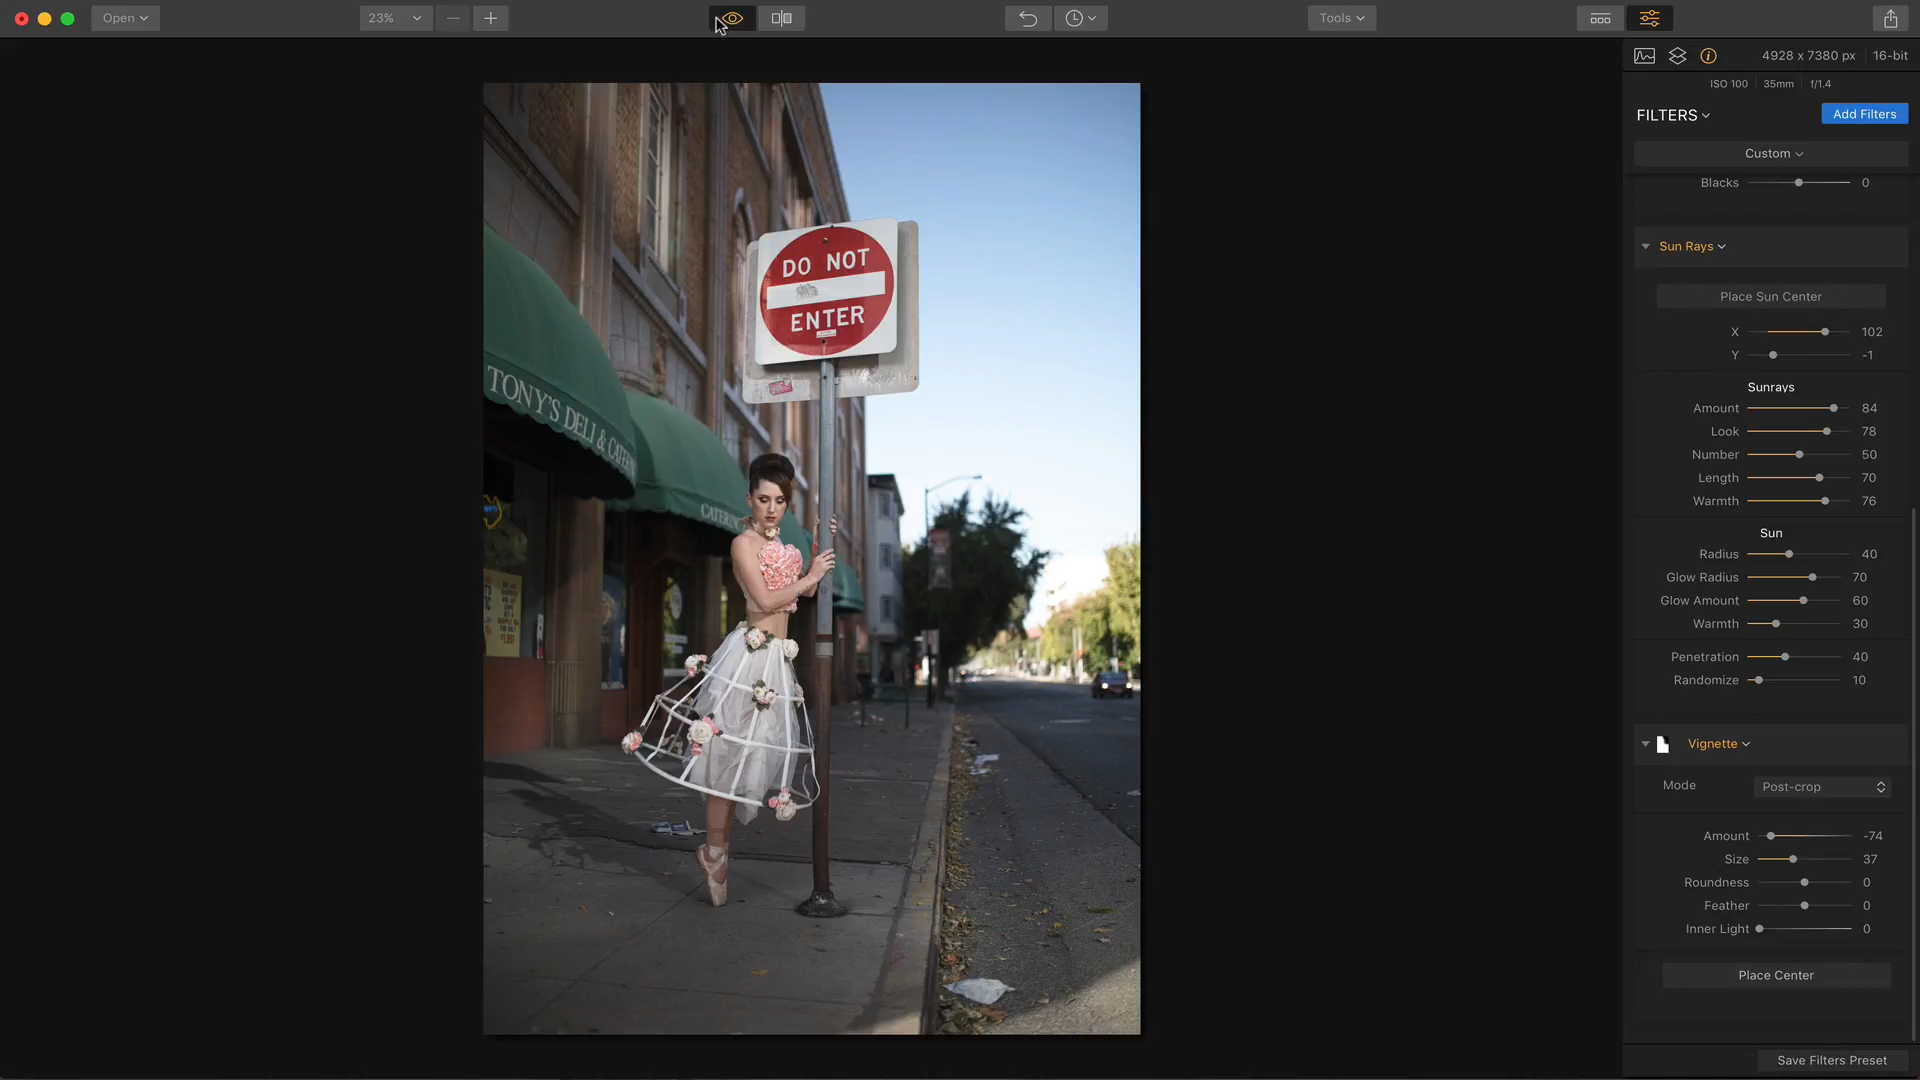 Open
23%
Tools
4928 x 7380 px
16-bit
ISO 100
35mm
f/1.4
FILTERS
Add Filters
Custom
Blacks 0
Sun Rays
Place Sun Center
X 102
Y -1
Sunrays
Amount 84
Look 78
Number 50
Length 70
Warmth 76
Sun
Radius 40
Glow Radius 70
Glow Amount 60
Warmth 30
Penetration 40
Randomize 10
Vignette
Mode Post-crop
Amount -74
Size 37
Roundness 0
Feather 0
Inner Light 0
Place Center
Save Filters Preset
DO NOT
ENTER
TONY'S DELI &